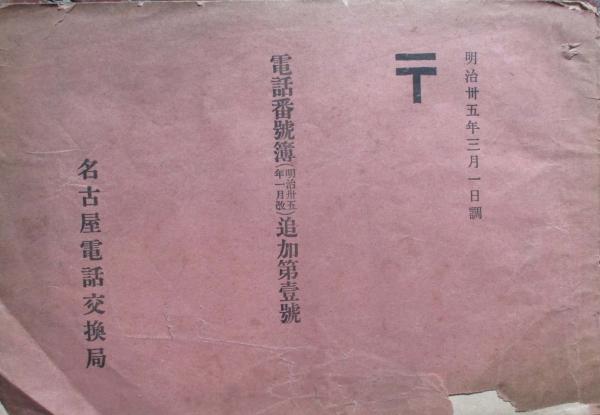 明治卅五年三月一日調
〒
電話番號簿(明治卅五年一月改)追加第壹號
名古屋電話交換局